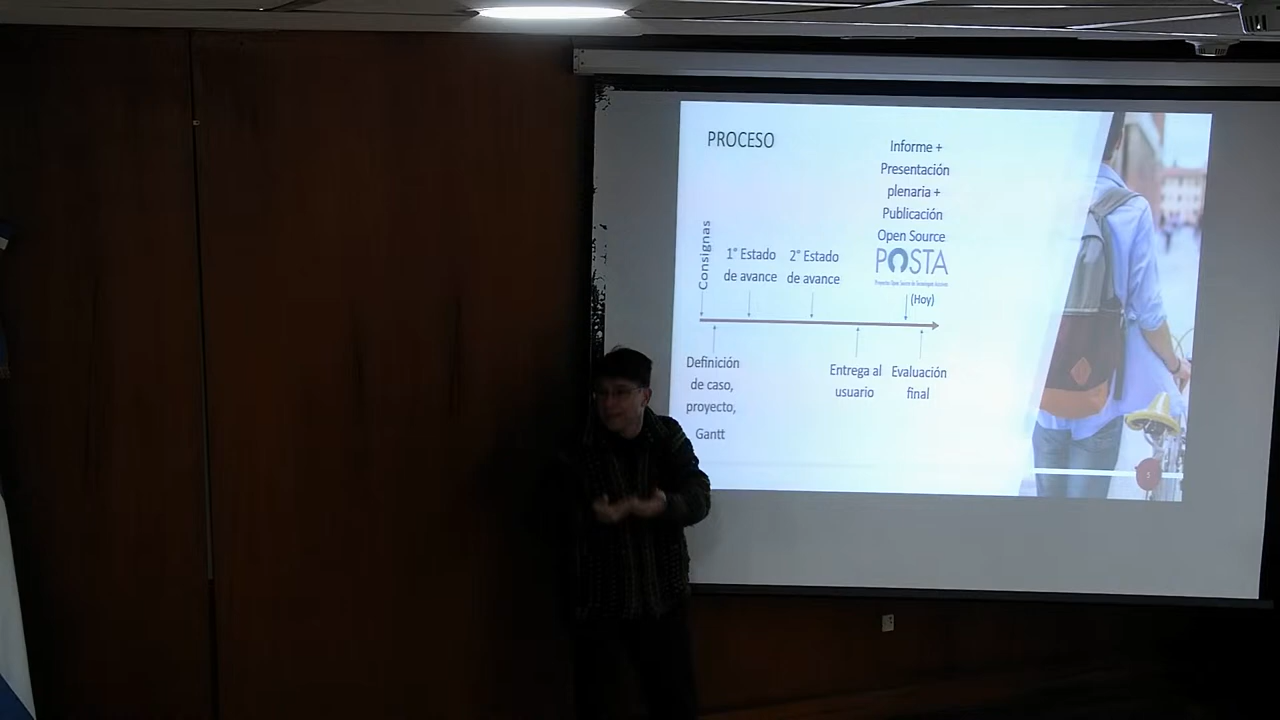 PROCESO
Consignas
1° Estado
de avance
2° Estado
de avance
Informe +
Presentación
plenaria +
Publicación
Open Source
POSTA
(Hoy)
Definición
de caso,
proyecto,
Gantt
Entrega al
usuario
Evaluación
final